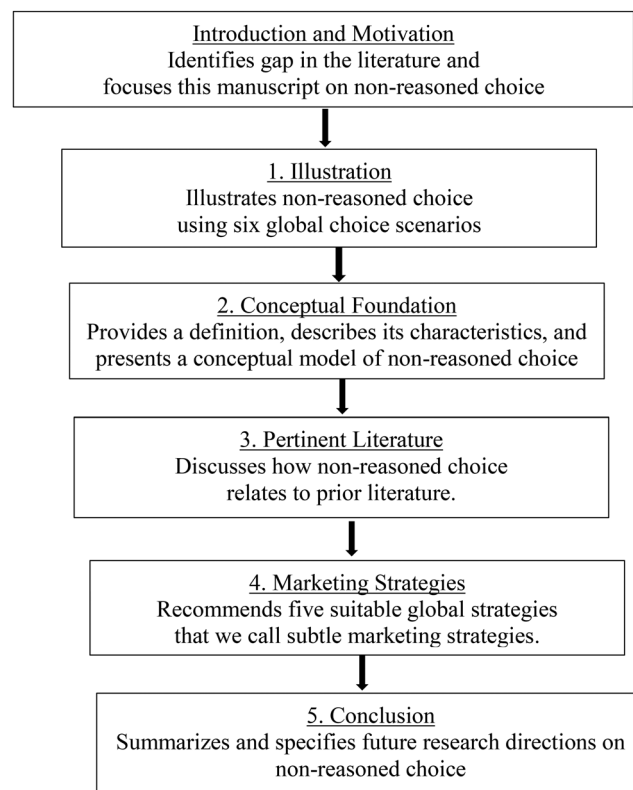 Introduction and Motivation
Identifies gap in the literature and
focuses this manuscript on non-reasoned choice
1. Illustration
Illustrates non-reasoned choice
using six global choice scenarios
2. Conceptual Foundation
Provides a definition, describes its characteristics, and
presents a conceptual model of non-reasoned choice
3. Pertinent Literature
Discusses how non-reasoned choice
relates to prior literature.
4. Marketing Strategies
Recommends five suitable global strategies
that we call subtle marketing strategies.
5. Conclusion
Summarizes and specifies future research directions on
non-reasoned choice